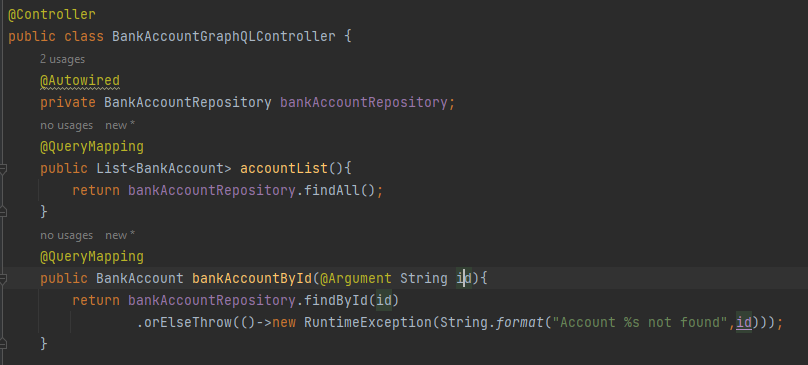 @Controller
public class BankAccountGraphQLController {
2 usages
@Autowired
private BankAccountRepository bankAccountRepository;
no usages new *
@QueryMapping
public List<BankAccount> accountList(){
return bankAccountRepository.findAll();
}
no usages new *
@QueryMapping
public BankAccount bankAccountById(@Argument String id){
return bankAccountRepository.findById(id)
.orElseThrow(()->new RuntimeException(String.format("Account %s not found",id)));
}